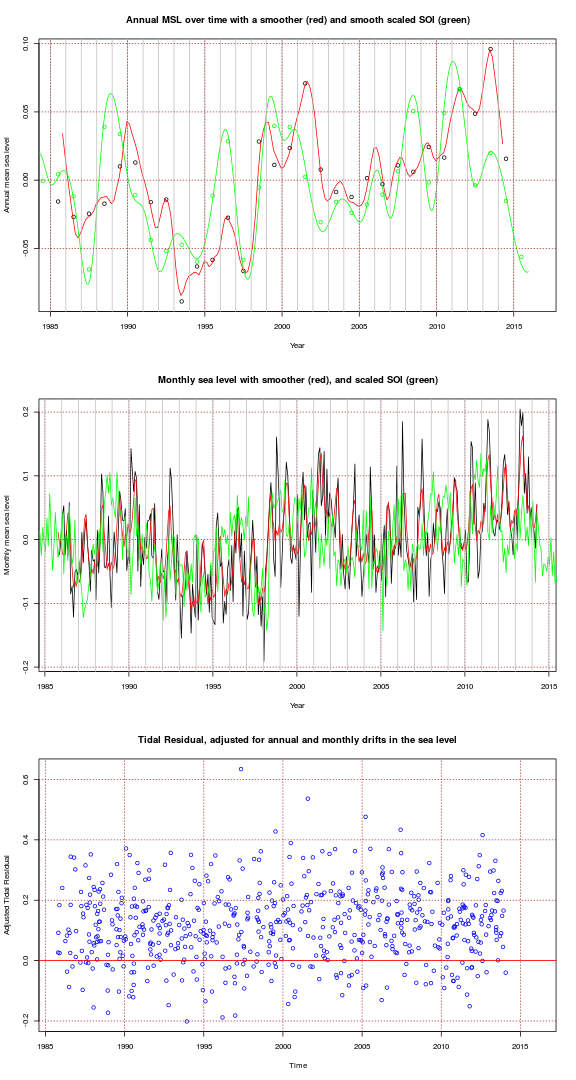 Annual MSL over time with a smoother (red) and smooth scaled SOI (green)
Annual mean sea level
0.10
0.05
0.00
-0.05
1985 1990 1995 2000 2005 2010 2015
Year
Monthly sea level with smoother (red), and scaled SOI (green)
Monthly mean sea level
0.2
0.1
0.0
-0.1
-0.2
1985 1990 1995 2000 2005 2010 2015
Year
Tidal Residual, adjusted for annual and monthly drifts in the sea level
Adjusted Tidal Residual
0.6
0.4
0.2
0.0
-0.2
1985 1990 1995 2000 2005 2010 2015
Time